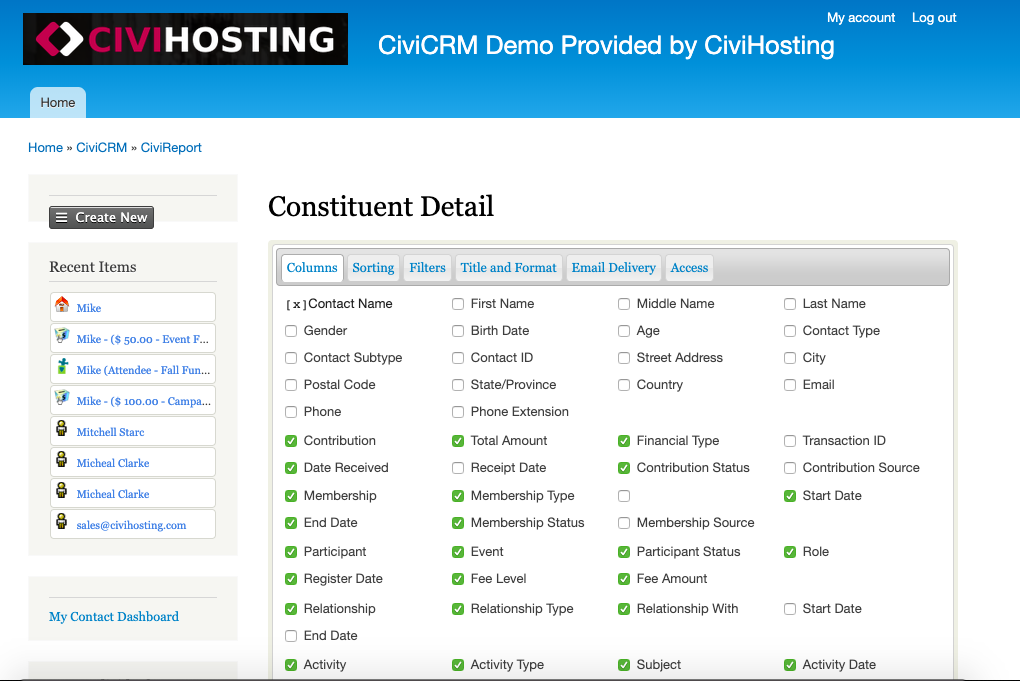 My account Log out
CIVIHOSTING
CiviCRM Demo Provided by CiviHosting
Home
Home » CiviCRM » CiviReport
Create New
Constituent Detail
Recent Items
Mike
Mike - ($ 50.00 - Event F...
Mike (Attendee - Fall Fun...
Mike - ($ 100.00 - Campa...
Mitchell Starc
Micheal Clarke
Micheal Clarke
sales@civihosting.com
My Contact Dashboard
Columns Sorting Filters Title and Format Email Delivery Access
[x]Contact Name First Name Middle Name Last Name
Gender Birth Date Age Contact Type
Contact Subtype Contact ID Street Address City
Postal Code State/Province Country Email
Phone Phone Extension
Contribution Total Amount Financial Type Transaction ID
Date Received Receipt Date Contribution Status Contribution Source
Membership Membership Type Start Date
End Date Membership Status Membership Source
Participant Event Participant Status Role
Register Date Fee Level Fee Amount
Relationship Relationship Type Relationship With Start Date
End Date
Activity Activity Type Subject Activity Date